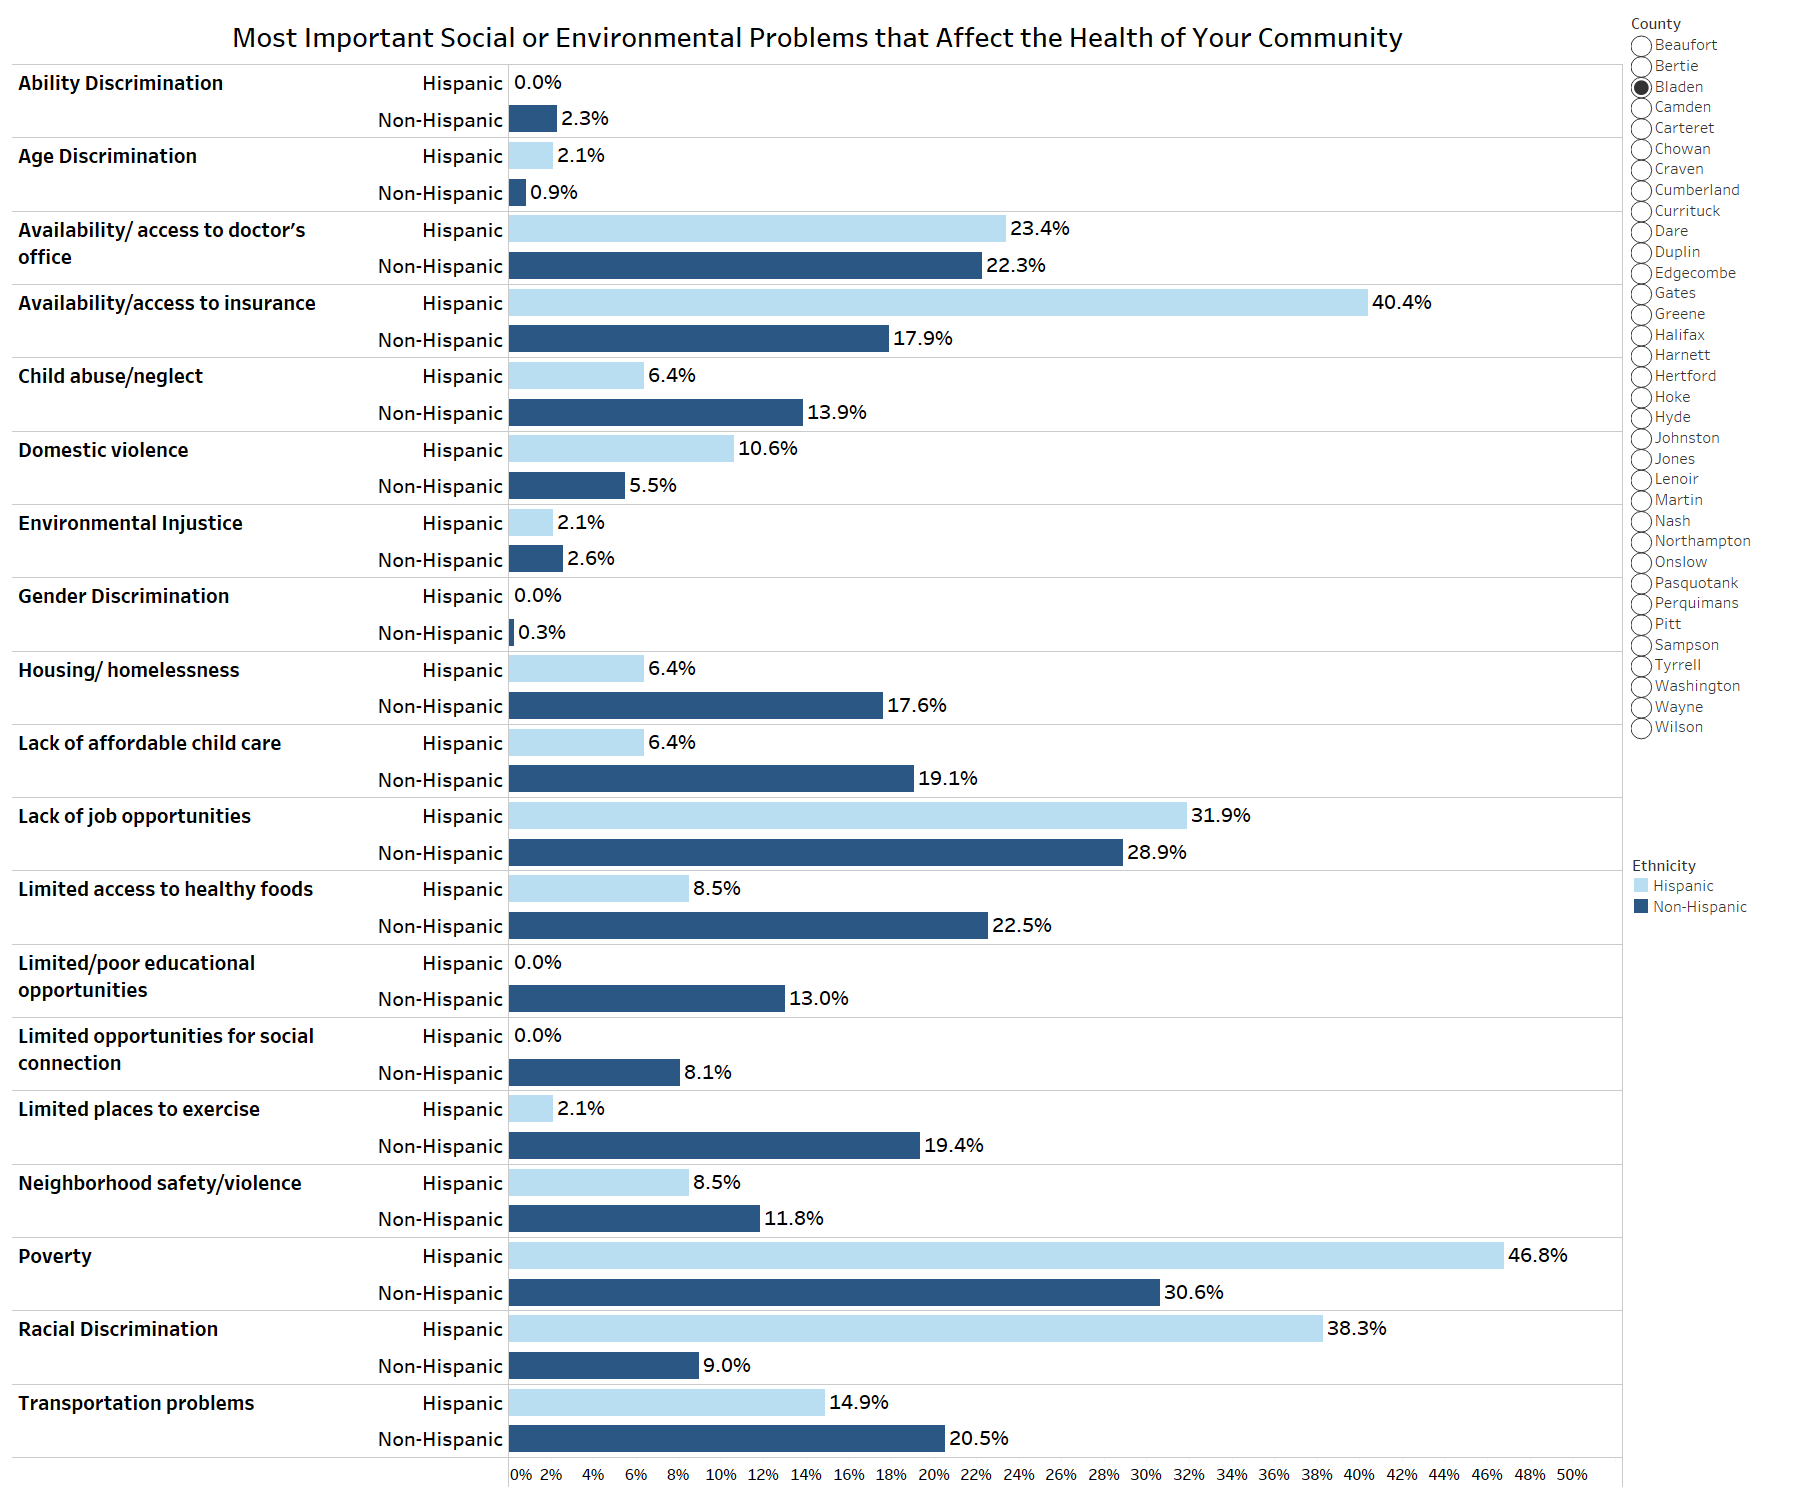 Most Important Social or Environmental Problems that Affect the Health of Your Community
Ability Discrimination
Hispanic 0.0%
Non-Hispanic 2.3%
Age Discrimination
Hispanic 2.1%
Non-Hispanic 0.9%
Availability/ access to doctor’s
office
Hispanic 23.4%
Non-Hispanic 22.3%
Availability/access to insurance
Hispanic 40.4%
Non-Hispanic 17.9%
Child abuse/neglect
Hispanic 6.4%
Non-Hispanic 13.9%
Domestic violence
Hispanic 10.6%
Non-Hispanic 5.5%
Environmental Injustice
Hispanic 2.1%
Non-Hispanic 2.6%
Gender Discrimination
Hispanic 0.0%
Non-Hispanic 0.3%
Housing/ homelessness
Hispanic 6.4%
Non-Hispanic 17.6%
Lack of affordable child care
Hispanic 6.4%
Non-Hispanic 19.1%
Lack of job opportunities
Hispanic 31.9%
Non-Hispanic 28.9%
Limited access to healthy foods
Hispanic 8.5%
Non-Hispanic 22.5%
Limited/poor educational
opportunities
Hispanic 0.0%
Non-Hispanic 13.0%
Limited opportunities for social
connection
Hispanic 0.0%
Non-Hispanic 8.1%
Limited places to exercise
Hispanic 2.1%
Non-Hispanic 19.4%
Neighborhood safety/violence
Hispanic 8.5%
Non-Hispanic 11.8%
Poverty
Hispanic 46.8%
Non-Hispanic 30.6%
Racial Discrimination
Hispanic 38.3%
Non-Hispanic 9.0%
Transportation problems
Hispanic 14.9%
Non-Hispanic 20.5%
0% 2% 4% 6% 8% 10% 12% 14% 16% 18% 20% 22% 24% 26% 28% 30% 32% 34% 36% 38% 40% 42% 44% 46% 48% 50%
County
Beaufort
Bertie
Bladen
Camden
Carteret
Chowan
Craven
Cumberland
Currituck
Dare
Duplin
Edgecombe
Gates
Greene
Halifax
Harnett
Hertford
Hoke
Hyde
Johnston
Jones
Lenoir
Martin
Nash
Northampton
Onslow
Pasquotank
Perquimans
Pitt
Sampson
Tyrrell
Washington
Wayne
Wilson
Ethnicity
Hispanic
Non-Hispanic